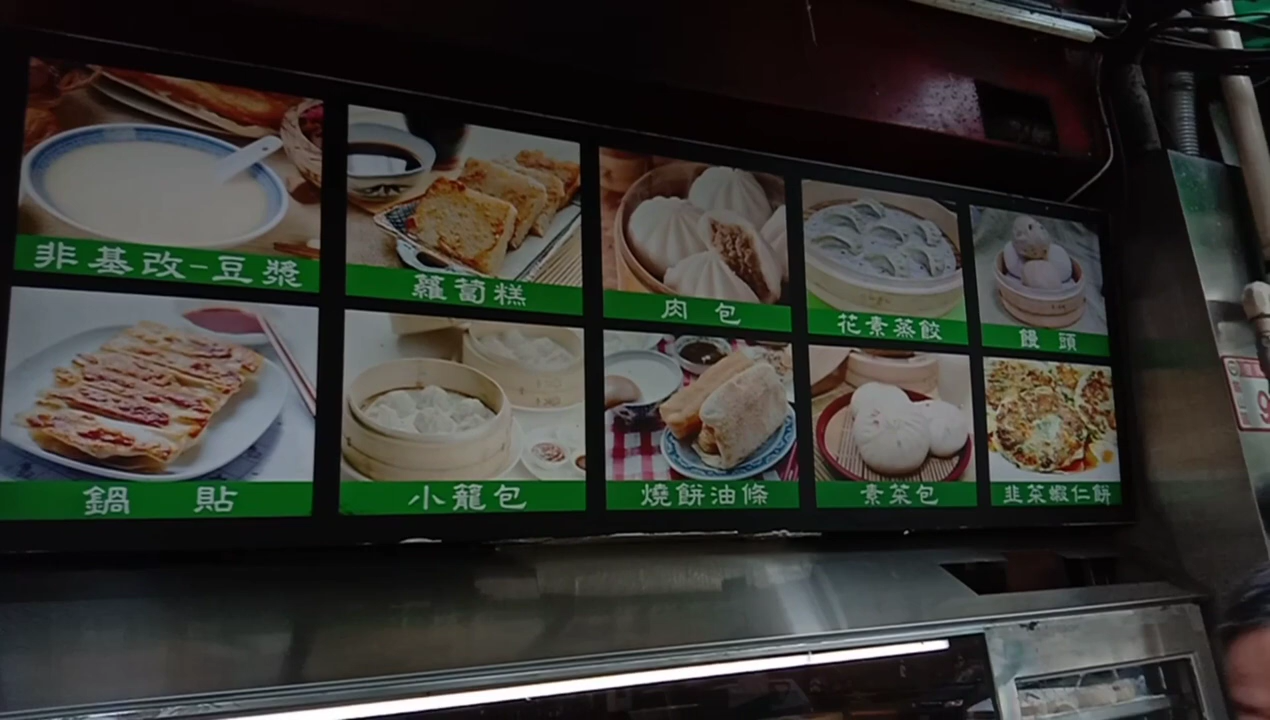 非基改-豆漿
蘿蔔糕
肉包
花素蒸餃
饅頭
鍋貼
小籠包
燒餅油條
素菜包
韭菜蝦仁餅